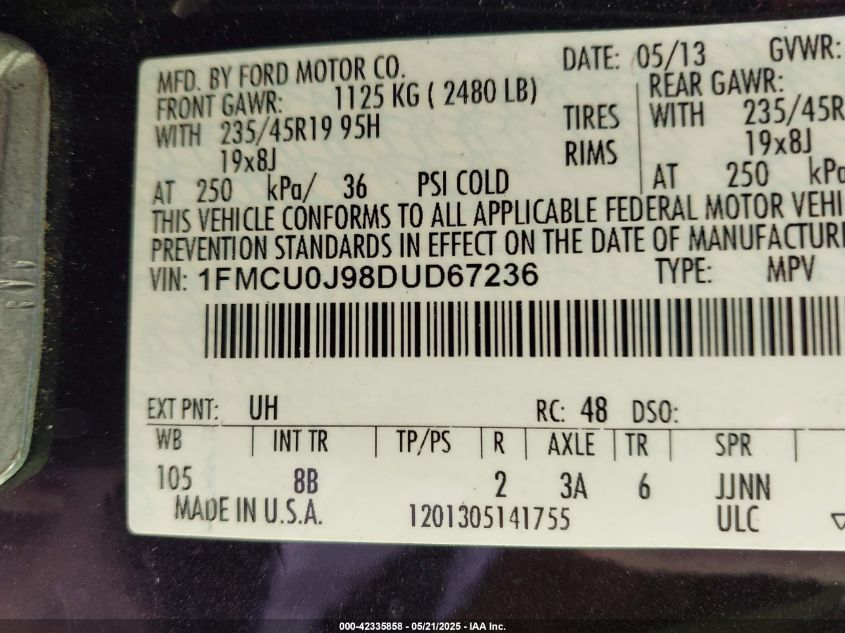 MFD. BY FORD MOTOR CO. DATE: 05/13 GVWR:
FRONT GAWR: 1125 KG ( 2480 LB) REAR GAWR:
WITH 235/45R19 95H TIRES WITH 235/45R
19x8J RIMS 19x8J
AT 250 kPa/ 36 PSI COLD AT 250 kPa
THIS VEHICLE CONFORMS TO ALL APPLICABLE FEDERAL MOTOR VEHI
PREVENTION STANDARDS IN EFFECT ON THE DATE OF MANUFACTUR
VIN: 1FMCU0J98DUD67236 TYPE: MPV
EXT PNT: UH RC: 48 DSO:
WB INT TR TP/PS R AXLE TR SPR
105 8B 2 3A 6 JJNN
MADE IN U.S.A. 1201305141755 ULC
000-42335858 - 05/21/2025 - IAA Inc.